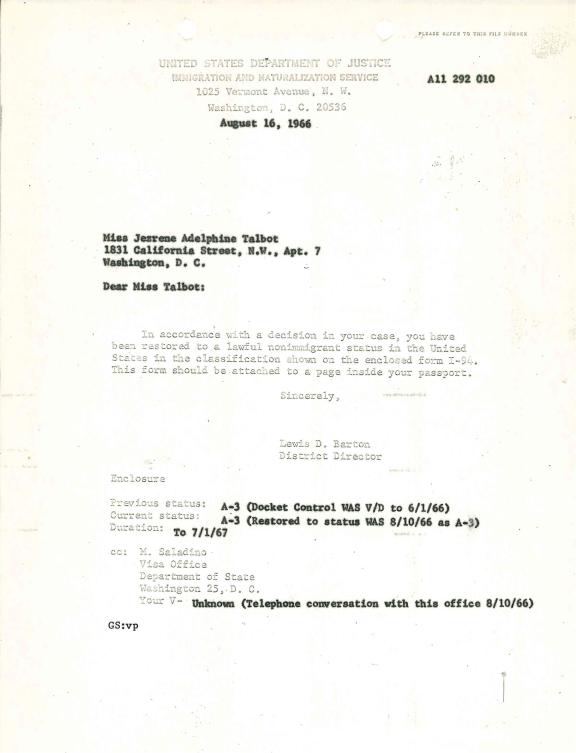 PLEASE REFER TO THIS FILE NUMBER
UNITED STATES DEPARTMENT OF JUSTICE
IMMIGRATION AND NATURALIZATION SERVICE
A11 292 010
1025 Vermont Avenue, N. W.
Washington, D. C. 20536
August 16, 1966
Miss Jezrene Adelphine Talbot
1831 California Street, N.W., Apt. 7
Washington, D. C.
Dear Miss Talbot:
In accordance with a decision in your case, you have
been restored to a lawful nonimmigrant status in the United
States in the classification shown on the enclosed form I-94.
This form should be attached to a page inside your passport.
Sincerely,
Lewis D. Barton
District Director
Enclosure
Previous status: A-3 (Docket Control WAS V/D to 6/1/66)
Current status: A-3 (Restored to status WAS 8/10/66 as A-3)
Duration: To 7/1/67
cc: M. Saladino
Visa Office
Department of State
Washington 25, D. C.
Your V- Unknown (Telephone conversation with this office 8/10/66)
GS:vp